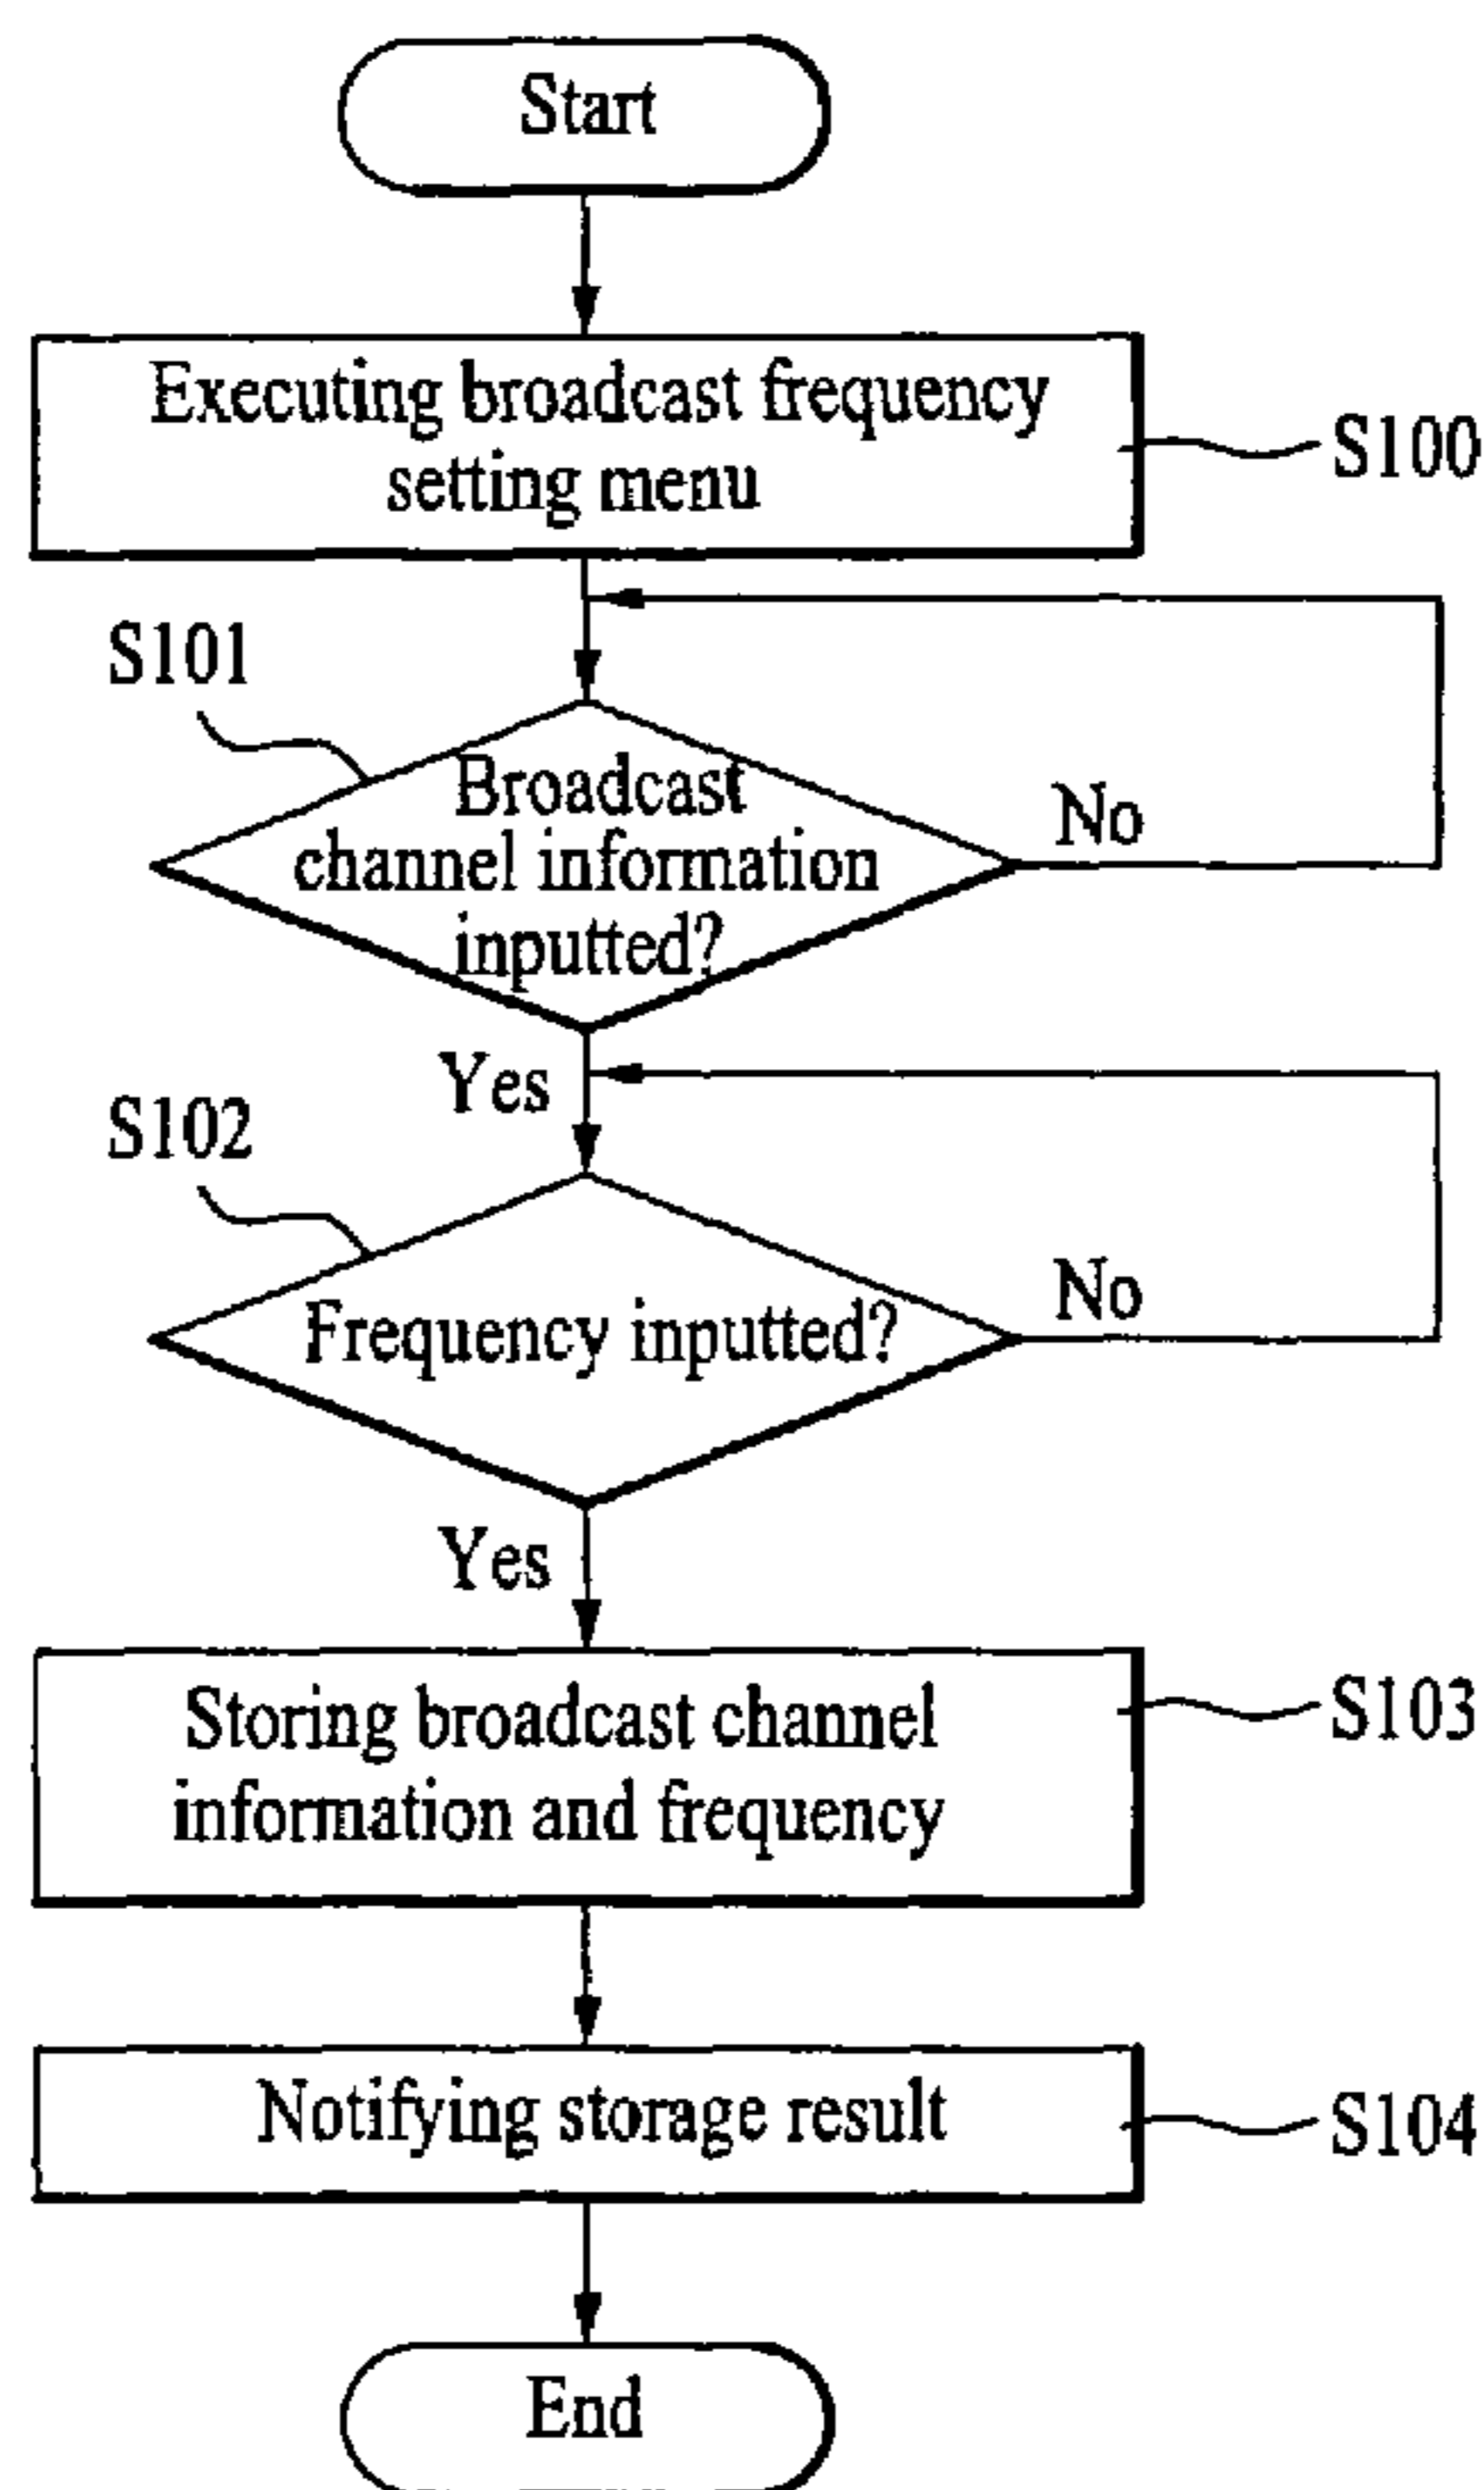 Start
Executing broadcast frequency
setting menu
S100
S101
Broadcast
channel information
inputted?
No
Yes
S102
Frequency inputted?
No
Yes
Storing broadcast channel
information and frequency
S103
Notifying storage result
S104
End